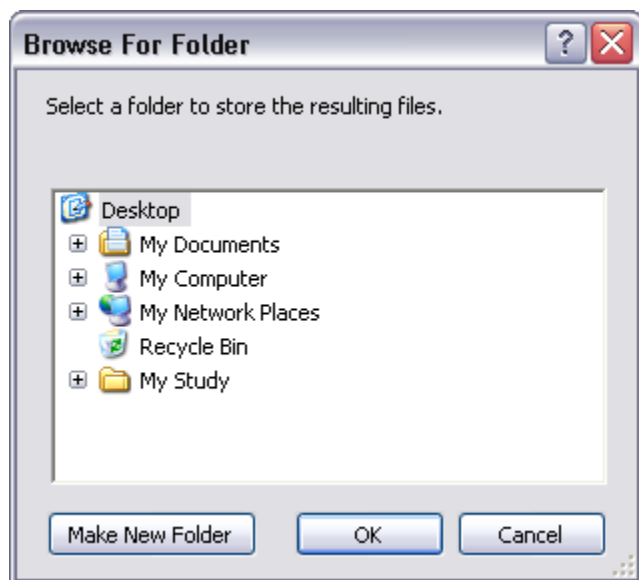 Browse For Folder
Select a folder to store the resulting files.
Desktop
My Documents
My Computer
My Network Places
Recycle Bin
My Study
Make New Folder OK Cancel